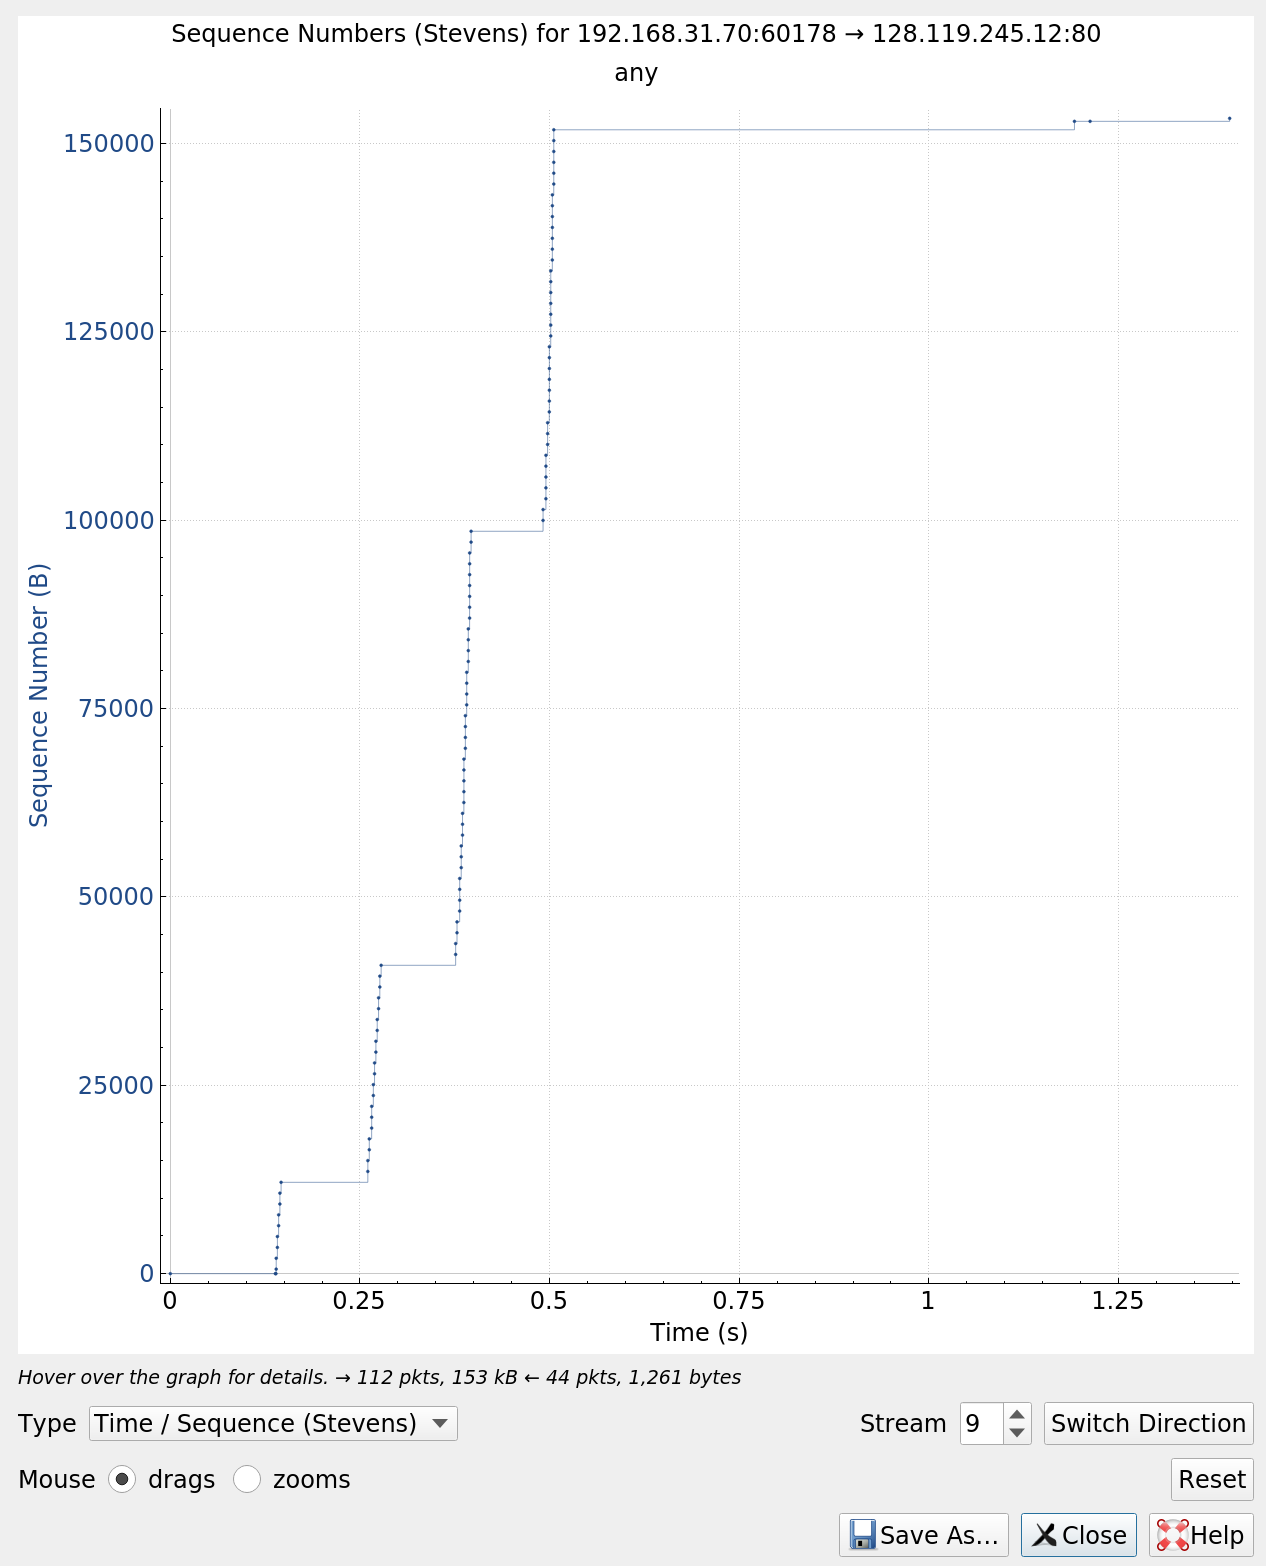 Sequence Numbers (Stevens) for 192.168.31.70:60178 → 128.119.245.12:80
any
150000
125000
100000
75000
50000
25000
0
Sequence Number (B)
0 0.25 0.5 0.75 1 1.25
Time (s)
Hover over the graph for details. → 112 pkts, 153 kB ← 44 pkts, 1,261 bytes
Type Time / Sequence (Stevens) Stream 9 Switch Direction
Mouse drags zooms Reset
Save As... Close Help